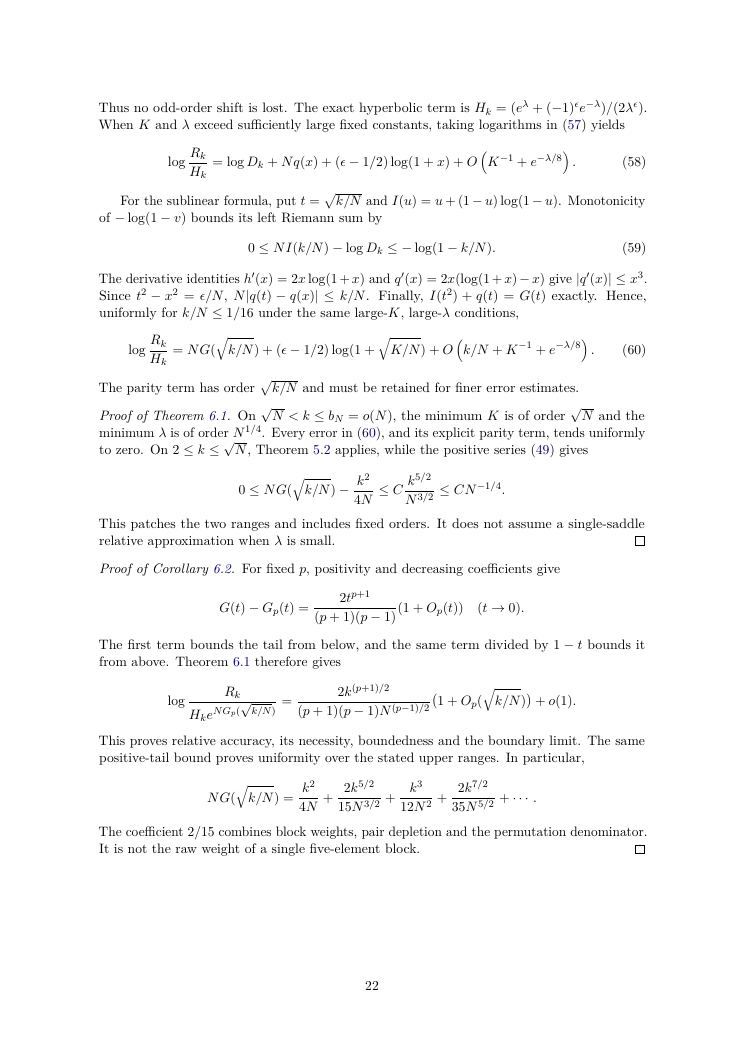 Thus no odd-order shift is lost. The exact hyperbolic term is H_k = (e^λ + (−1)^ϵ e^{−λ})/(2λ^ϵ).
When K and λ exceed sufficiently large fixed constants, taking logarithms in (57) yields
log R_k/H_k = log D_k + Nq(x) + (ϵ − 1/2) log(1 + x) + O(K^{−1} + e^{−λ/8}). (58)
For the sublinear formula, put t = √(k/N) and I(u) = u + (1 − u) log(1 − u). Monotonicity
of − log(1 − v) bounds its left Riemann sum by
0 ≤ NI(k/N) − log D_k ≤ − log(1 − k/N). (59)
The derivative identities h′(x) = 2x log(1 + x) and q′(x) = 2x(log(1 + x) − x) give |q′(x)| ≤ x^3.
Since t^2 − x^2 = ϵ/N, N|q(t) − q(x)| ≤ k/N. Finally, I(t^2) + q(t) = G(t) exactly. Hence,
uniformly for k/N ≤ 1/16 under the same large-K, large-λ conditions,
log R_k/H_k = NG(√(k/N)) + (ϵ − 1/2) log(1 + √(K/N)) + O(k/N + K^{−1} + e^{−λ/8}). (60)
The parity term has order √(k/N) and must be retained for finer error estimates.
Proof of Theorem 6.1. On √N < k ≤ b_N = o(N), the minimum K is of order √N and the
minimum λ is of order N^{1/4}. Every error in (60), and its explicit parity term, tends uniformly
to zero. On 2 ≤ k ≤ √N, Theorem 5.2 applies, while the positive series (49) gives
0 ≤ NG(√(k/N)) − k^2/4N ≤ C k^{5/2}/N^{3/2} ≤ CN^{−1/4}.
This patches the two ranges and includes fixed orders. It does not assume a single-saddle
relative approximation when λ is small. □
Proof of Corollary 6.2. For fixed p, positivity and decreasing coefficients give
G(t) − G_p(t) = 2t^{p+1}/((p + 1)(p − 1)) (1 + O_p(t)) (t → 0).
The first term bounds the tail from below, and the same term divided by 1 − t bounds it
from above. Theorem 6.1 therefore gives
log R_k/(H_k e^{NG_p(√(k/N))}) = 2k^{(p+1)/2}/((p + 1)(p − 1)N^{(p−1)/2}) (1 + O_p(√(k/N))) + o(1).
This proves relative accuracy, its necessity, boundedness and the boundary limit. The same
positive-tail bound proves uniformity over the stated upper ranges. In particular,
NG(√(k/N)) = k^2/4N + 2k^{5/2}/15N^{3/2} + k^3/12N^2 + 2k^{7/2}/35N^{5/2} + ··· .
The coefficient 2/15 combines block weights, pair depletion and the permutation denominator.
It is not the raw weight of a single five-element block. □
22